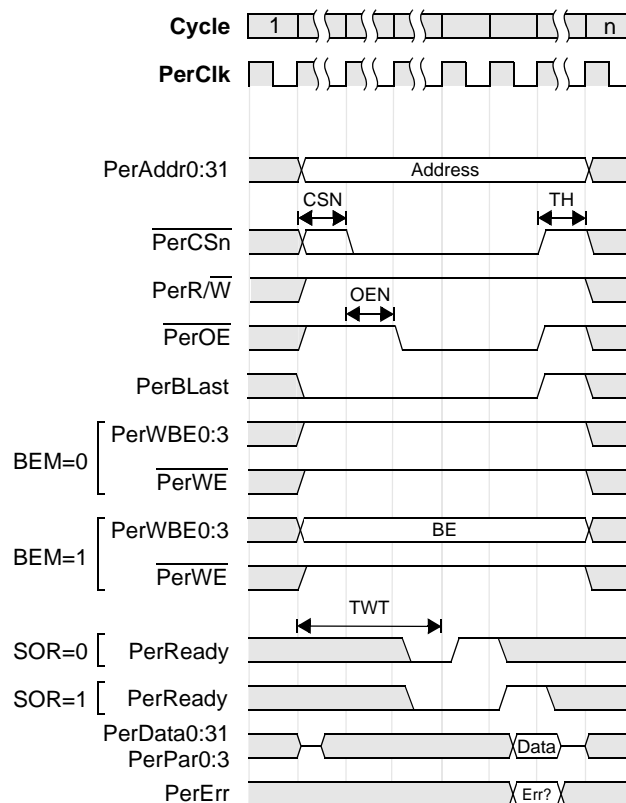 Cycle 1 n
PerClk
PerAddr0:31 Address
CSN TH
PerCSn
PerR/W
OEN
PerOE
PerBLast
BEM=0 PerWBE0:3
PerWE
BEM=1 PerWBE0:3 BE
PerWE
TWT
SOR=0 PerReady
SOR=1 PerReady
PerData0:31
PerPar0:3 Data
PerErr Err?